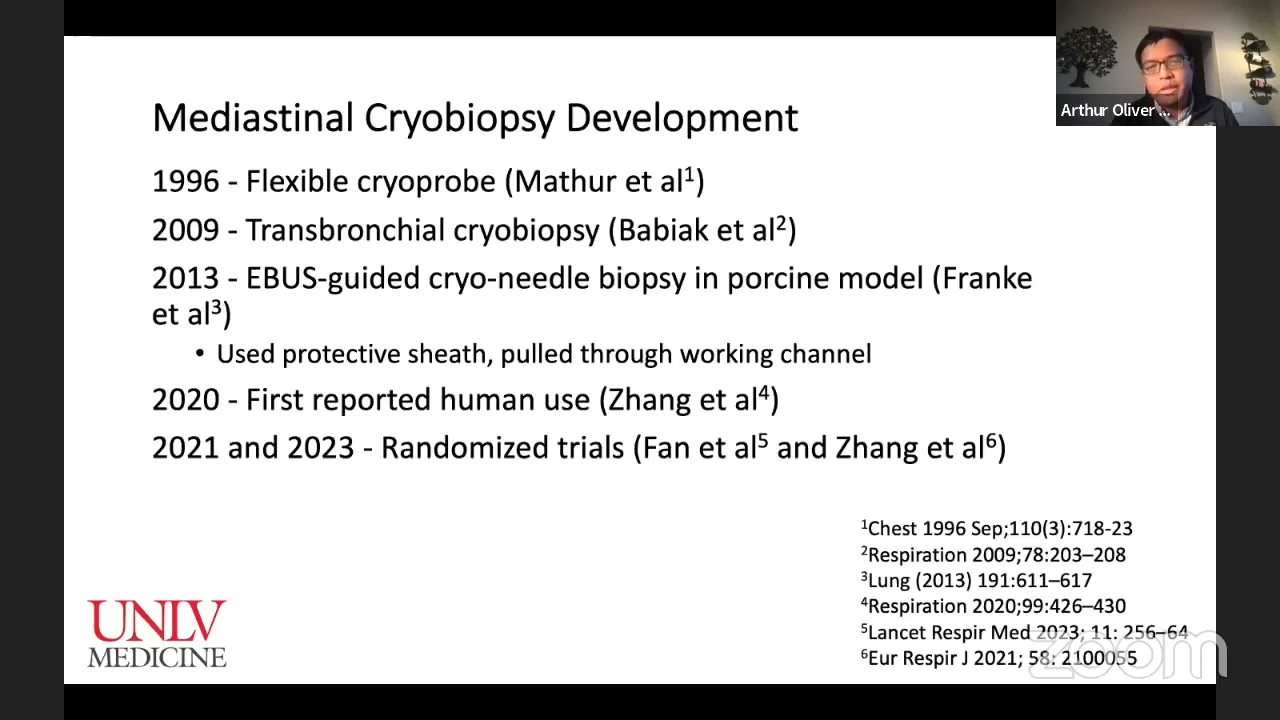 Mediastinal Cryobiopsy Development
1996 - Flexible cryoprobe (Mathur et al¹)
2009 - Transbronchial cryobiopsy (Babiak et al²)
2013 - EBUS-guided cryo-needle biopsy in porcine model (Franke
et al³)
• Used protective sheath, pulled through working channel
2020 - First reported human use (Zhang et al⁴)
2021 and 2023 - Randomized trials (Fan et al⁵ and Zhang et al⁶)
¹Chest 1996 Sep;110(3):718-23
²Respiration 2009;78:203–208
³Lung (2013) 191:611–617
⁴Respiration 2020;99:426–430
⁵Lancet Respir Med 2023; 11: 256–64
⁶Eur Respir J 2021; 58: 2100055
UNLV
MEDICINE
Arthur Oliver ...
zoom